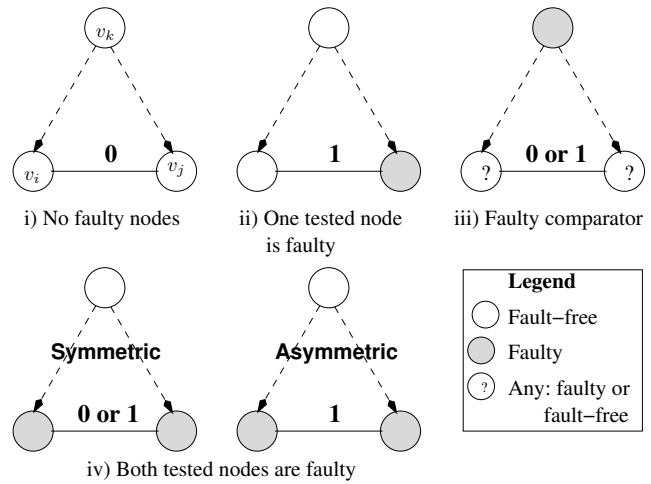 v_k
0
v_i
v_j
i) No faulty nodes
1
ii) One tested node
is faulty
0 or 1
?
?
iii) Faulty comparator
Symmetric
0 or 1
Asymmetric
1
iv) Both tested nodes are faulty
Legend
Fault−free
Faulty
? Any: faulty or
fault−free